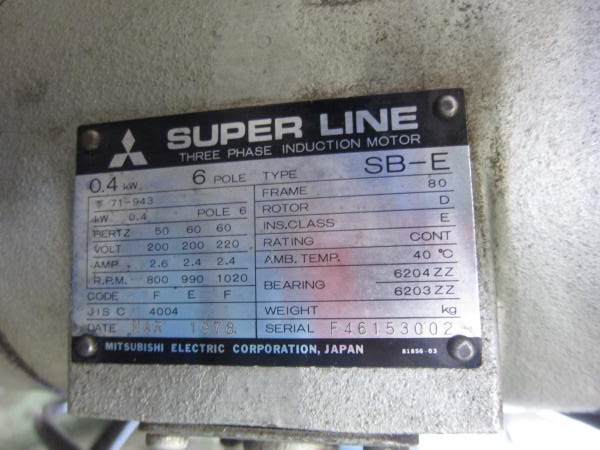 SUPER LINE
THREE PHASE INDUCTION MOTOR
0.4 kW 6 POLE
71-943
kW 0.4 POLE 6
HERTZ 50 60 60
VOLT 200 200 220
AMP 2.6 2.4 2.4
R.P.M. 800 990 1020
CODE F E F
JIS C 4004
DATE MAR 1978
TYPE SB-E
FRAME 80
ROTOR D
INS.CLASS E
RATING CONT
AMB. TEMP. 40 °C
BEARING 6204ZZ
6203ZZ
WEIGHT kg
SERIAL F46153002
MITSUBISHI ELECTRIC CORPORATION, JAPAN 81856-03